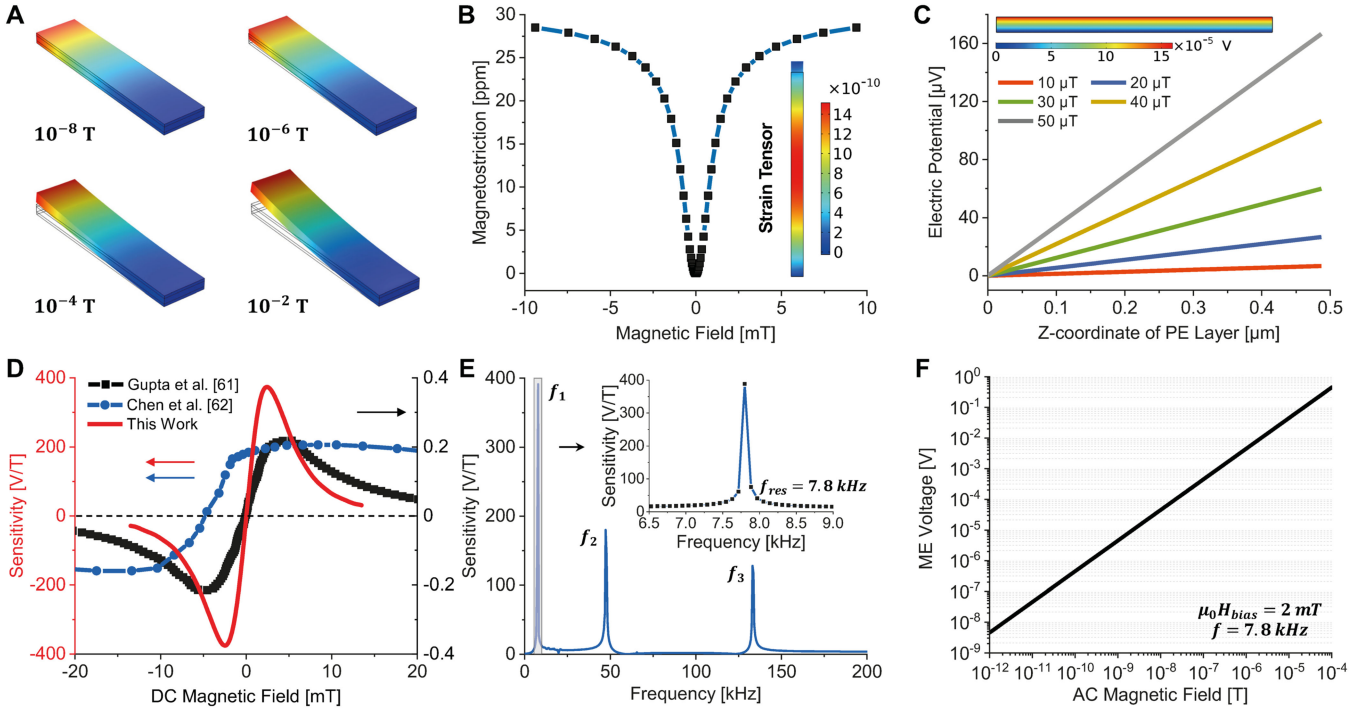 A
10⁻⁸ T
10⁻⁶ T
10⁻⁴ T
10⁻² T
B
Magnetostriction [ppm]
30
25
20
15
10
5
0
-10
-5
0
5
10
Magnetic Field [mT]
Strain Tensor
×10⁻¹⁰
14
12
10
8
6
4
2
0
C
Electric Potential [µV]
160
120
80
40
0
0 5 10 15 ×10⁻⁵ V
10 µT
20 µT
30 µT
40 µT
50 µT
0 0.1 0.2 0.3 0.4 0.5
Z-coordinate of PE Layer [µm]
D
Sensitivity [V/T]
400
200
0
-200
-400
Gupta et al. [61]
Chen et al. [62]
This Work
0.4
0.2
0
-0.2
-0.4
Sensitivity [V/T]
-20 -10 0 10 20
DC Magnetic Field [mT]
E
400
300
200
100
0
f₁
f₂
f₃
Sensitivity [V/T]
400
300
200
100
0
f_res = 7.8 kHz
6.5 7.0 7.5 8.0 8.5 9.0
Frequency [kHz]
0 50 100 150 200
Frequency [kHz]
F
ME Voltage [V]
10⁰
10⁻¹
10⁻²
10⁻³
10⁻⁴
10⁻⁵
10⁻⁶
10⁻⁷
10⁻⁸
10⁻⁹
µ₀H_bias = 2 mT
f = 7.8 kHz
10⁻¹² 10⁻¹¹ 10⁻¹⁰ 10⁻⁹ 10⁻⁸ 10⁻⁷ 10⁻⁶ 10⁻⁵ 10⁻⁴
AC Magnetic Field [T]